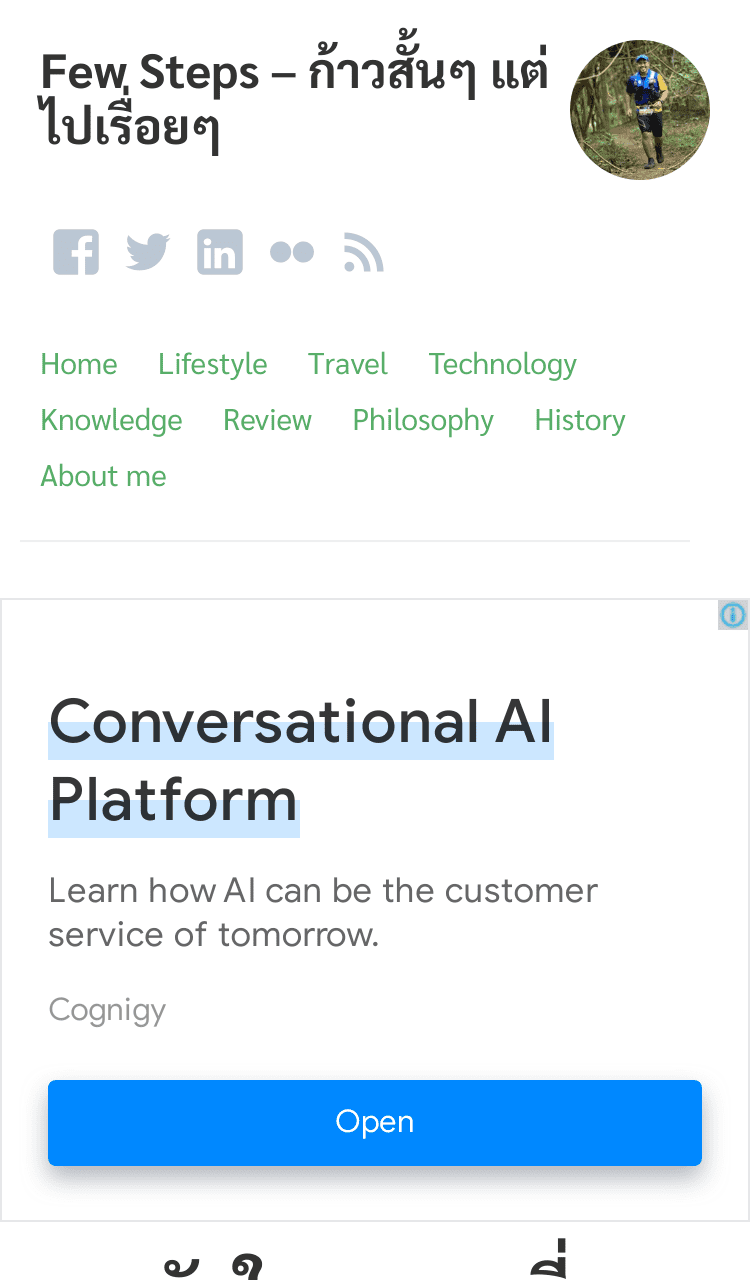 Few Steps – ก้าวสั้นๆ แต่
ไปเรื่อยๆ
Home Lifestyle Travel Technology
Knowledge Review Philosophy History
About me
Conversational AI
Platform
Learn how AI can be the customer
service of tomorrow.
Cognigy
Open